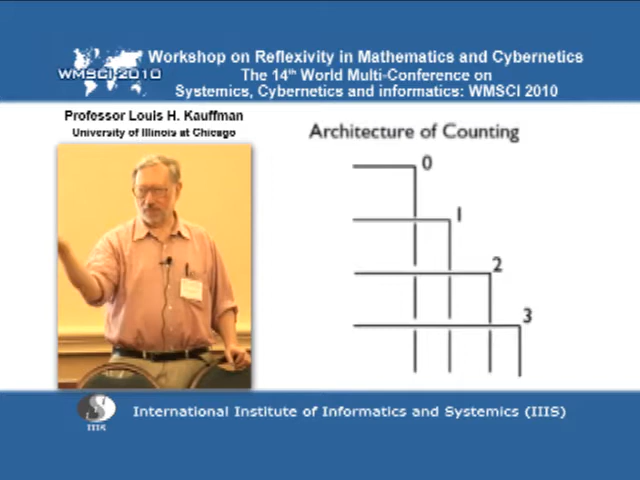 Workshop on Reflexivity in Mathematics and Cybernetics
The 14th World Multi-Conference on
Systemics, Cybernetics and informatics: WMSCI 2010
WMSCI 2010
Professor Louis H. Kauffman
University of Illinois at Chicago
Architecture of Counting
0
1
2
3
IIIS
International Institute of Informatics and Systemics (IIIS)